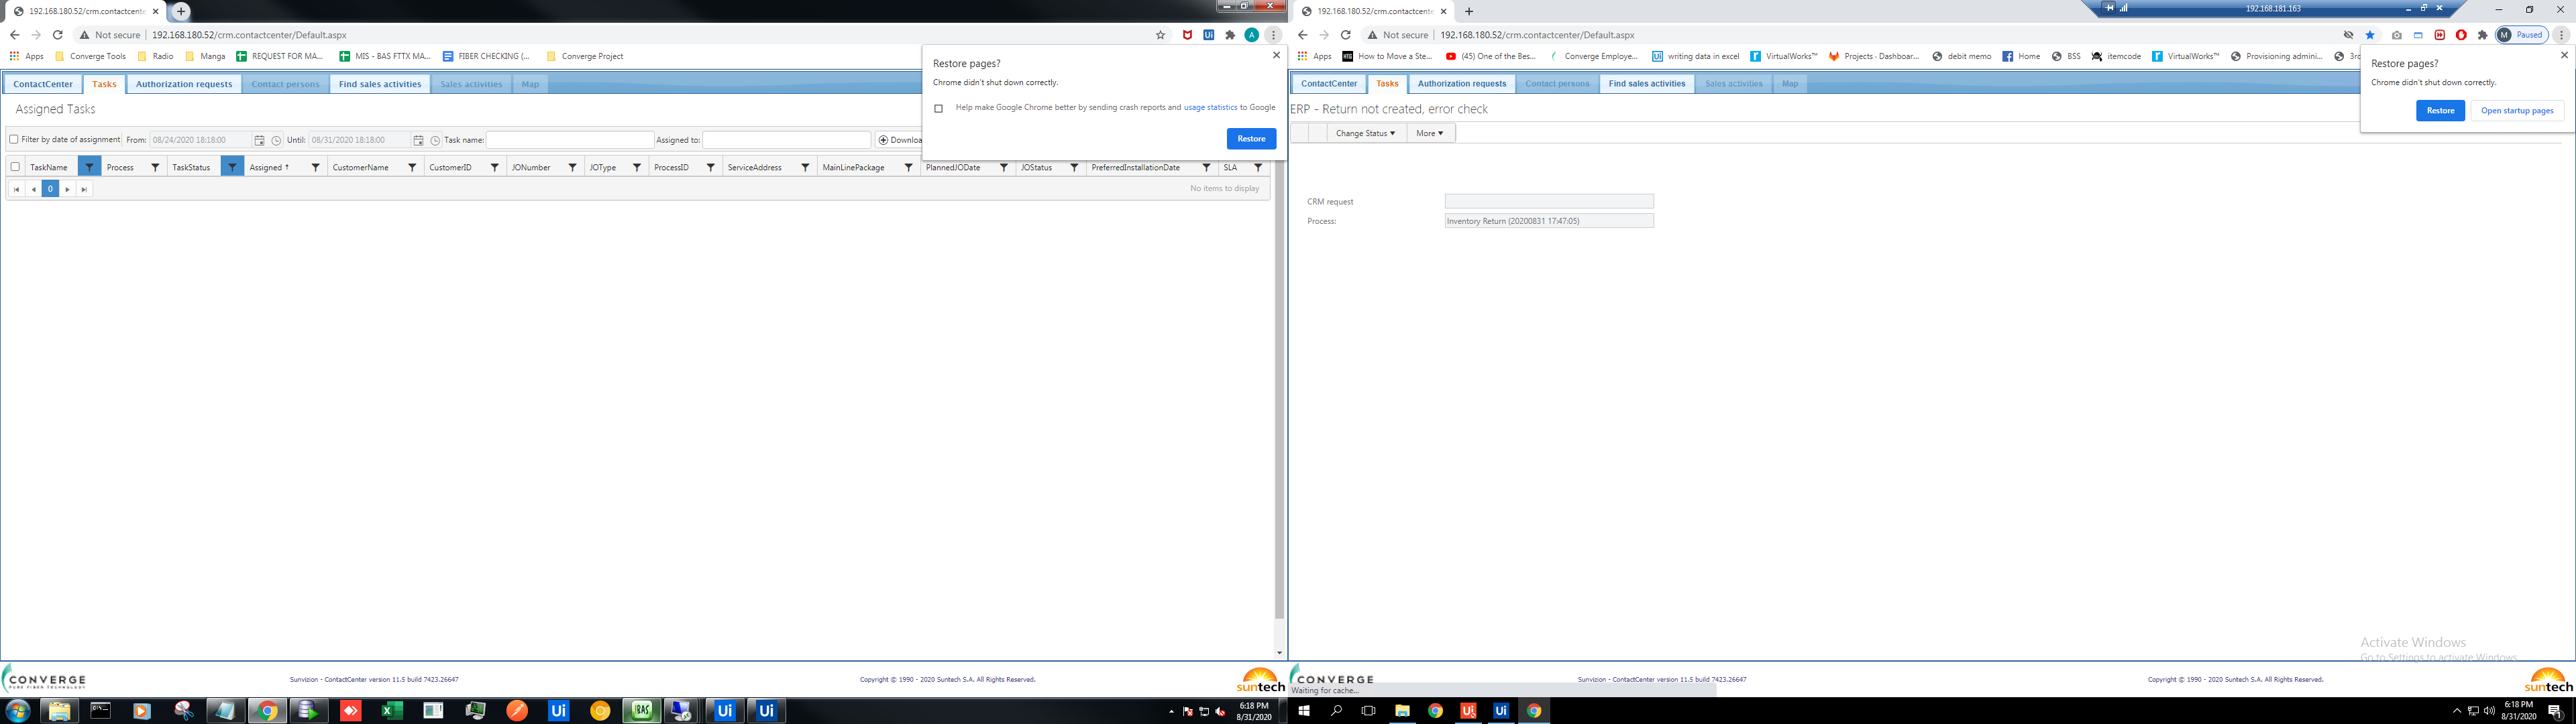 192.168.180.52/crm.contactcente
Not secure | 192.168.180.52/crm.contactcenter/Default.aspx
A
Apps Converge Tools Radio Manga REQUEST FOR MA... MIS - BAS FTTX MA... FIBER CHECKING (... Converge Project
ContactCenter Tasks Authorization requests Contact persons Find sales activities Sales activities Map
Restore pages?
Chrome didn't shut down correctly.
Help make Google Chrome better by sending crash reports and usage statistics to Google
Restore
Assigned Tasks
Filter by date of assignment From: 08/24/2020 18:18:00 Until: 08/31/2020 18:18:00 Task name: Assigned to: Downloa
TaskName Process TaskStatus Assigned ↑ CustomerName CustomerID JONumber JOType ProcessID ServiceAddress MainLinePackage PlannedJODate JOStatus PreferredInstallationDate SLA
0
No items to display
CONVERGE
PURE FIBER TECHNOLOGY
Sunvizion - ContactCenter version 11.5 build 7423.26647
Copyright © 1990 - 2020 Suntech S.A. All Rights Reserved.
suntech
6:18 PM
8/31/2020
192.168.180.52/crm.contactcente
192.168.181.163
Not secure | 192.168.180.52/crm.contactcenter/Default.aspx
M Paused
Apps How to Move a Ste... (45) One of the Bes... Converge Employe... writing data in excel VirtualWorks™ Projects · Dashboar... debit memo Home BSS itemcode VirtualWorks™ Provisioning admini... 3rd
ContactCenter Tasks Authorization requests Contact persons Find sales activities Sales activities Map
Restore pages?
Chrome didn't shut down correctly.
Restore Open startup pages
ERP - Return not created, error check
Change Status More
CRM request
Process: Inventory Return (20200831 17:47:05)
Activate Windows
Go to Settings to activate Windows.
CONVERGE
Waiting for cache...
Sunvizion - ContactCenter version 11.5 build 7423.26647
Copyright © 1990 - 2020 Suntech S.A. All Rights Reserved.
suntech
6:18 PM
8/31/2020